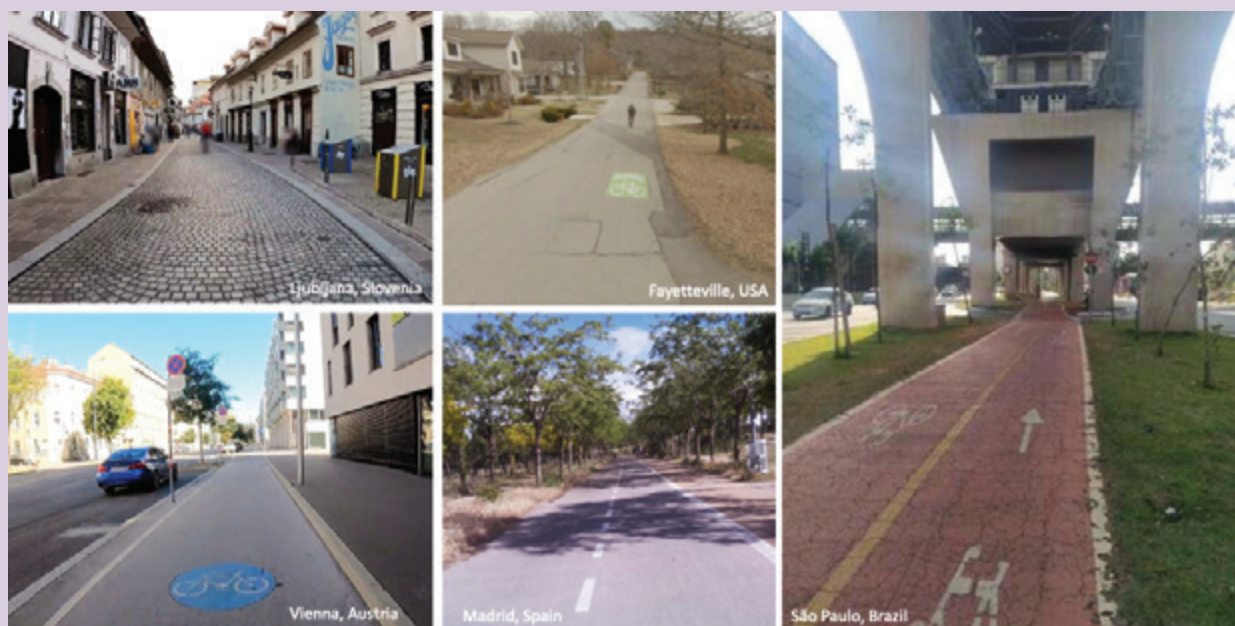 Ljubljana, Slovenia
Fayetteville, USA
Vienna, Austria
Madrid, Spain
São Paulo, Brazil